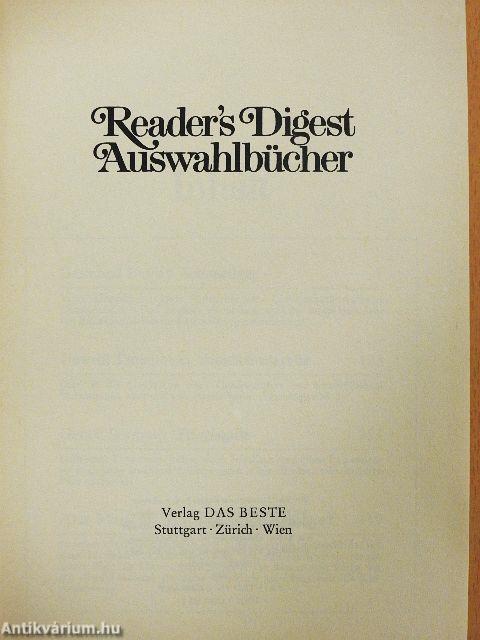 Reader's Digest
Auswahlbücher
Verlag DAS BESTE
Stuttgart · Zürich · Wien
Antikvárium.hu